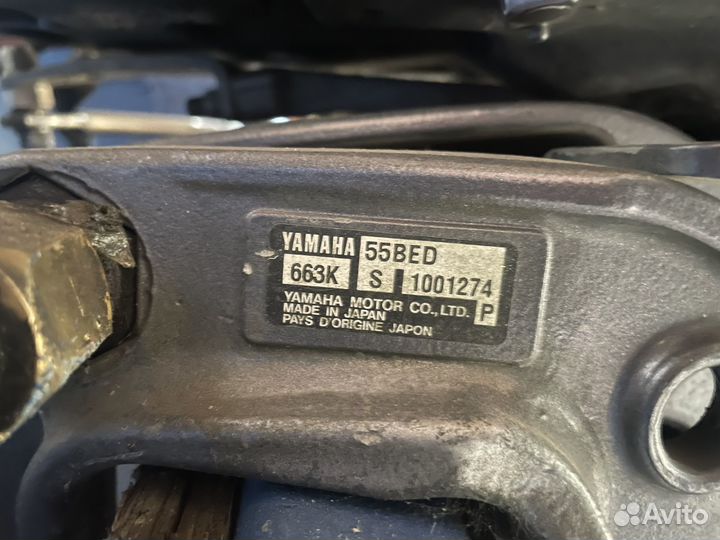 YAMAHA 55BED
663K S 1001274
YAMAHA MOTOR CO., LTD. P
MADE IN JAPAN
PAYS D'ORIGINE JAPON
Avito